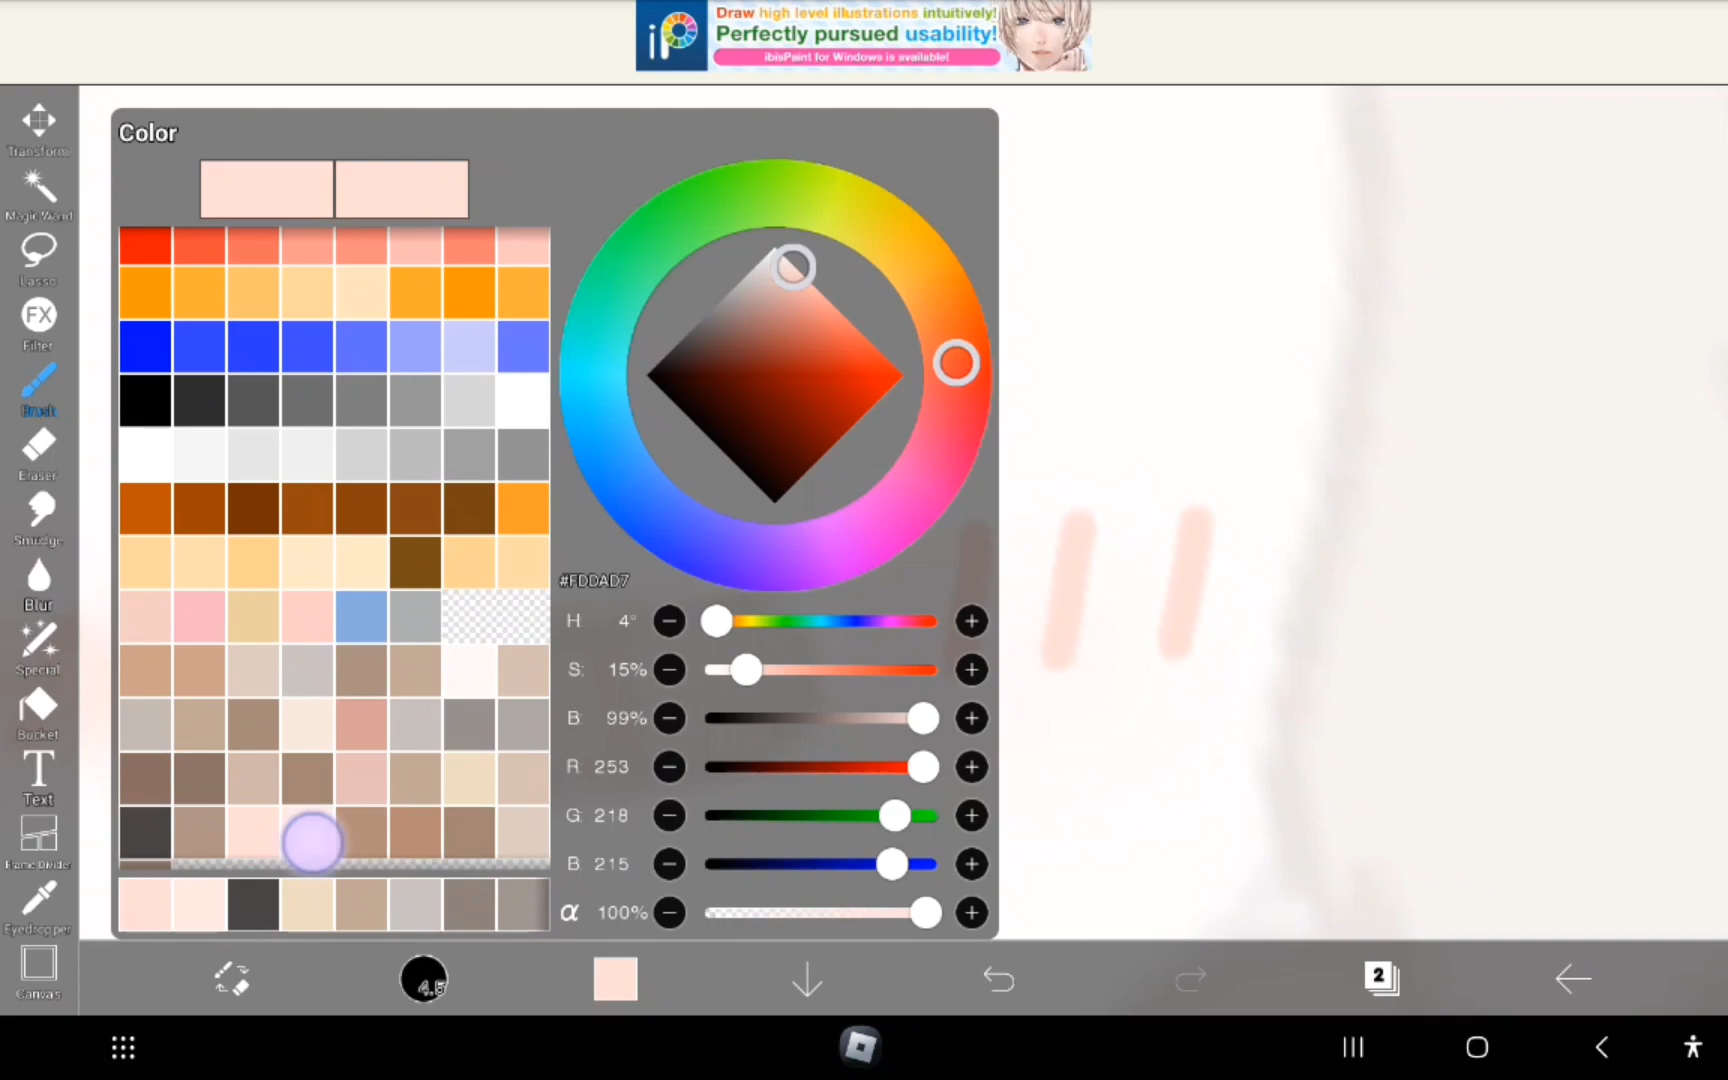 iP
Draw high level illustrations intuitively!
Perfectly pursued usability!
ibisPaint for Windows is available!
Transform
Magic Wand
Lasso
FX
Filter
Brush
Eraser
Smudge
Blur
Special
Bucket
T
Text
Frame Divider
Eyedropper
Canvas
Color
#FDDAD7
H: 4°
S: 15%
B: 99%
R: 253
G: 218
B: 215
α 100%
4.5
2